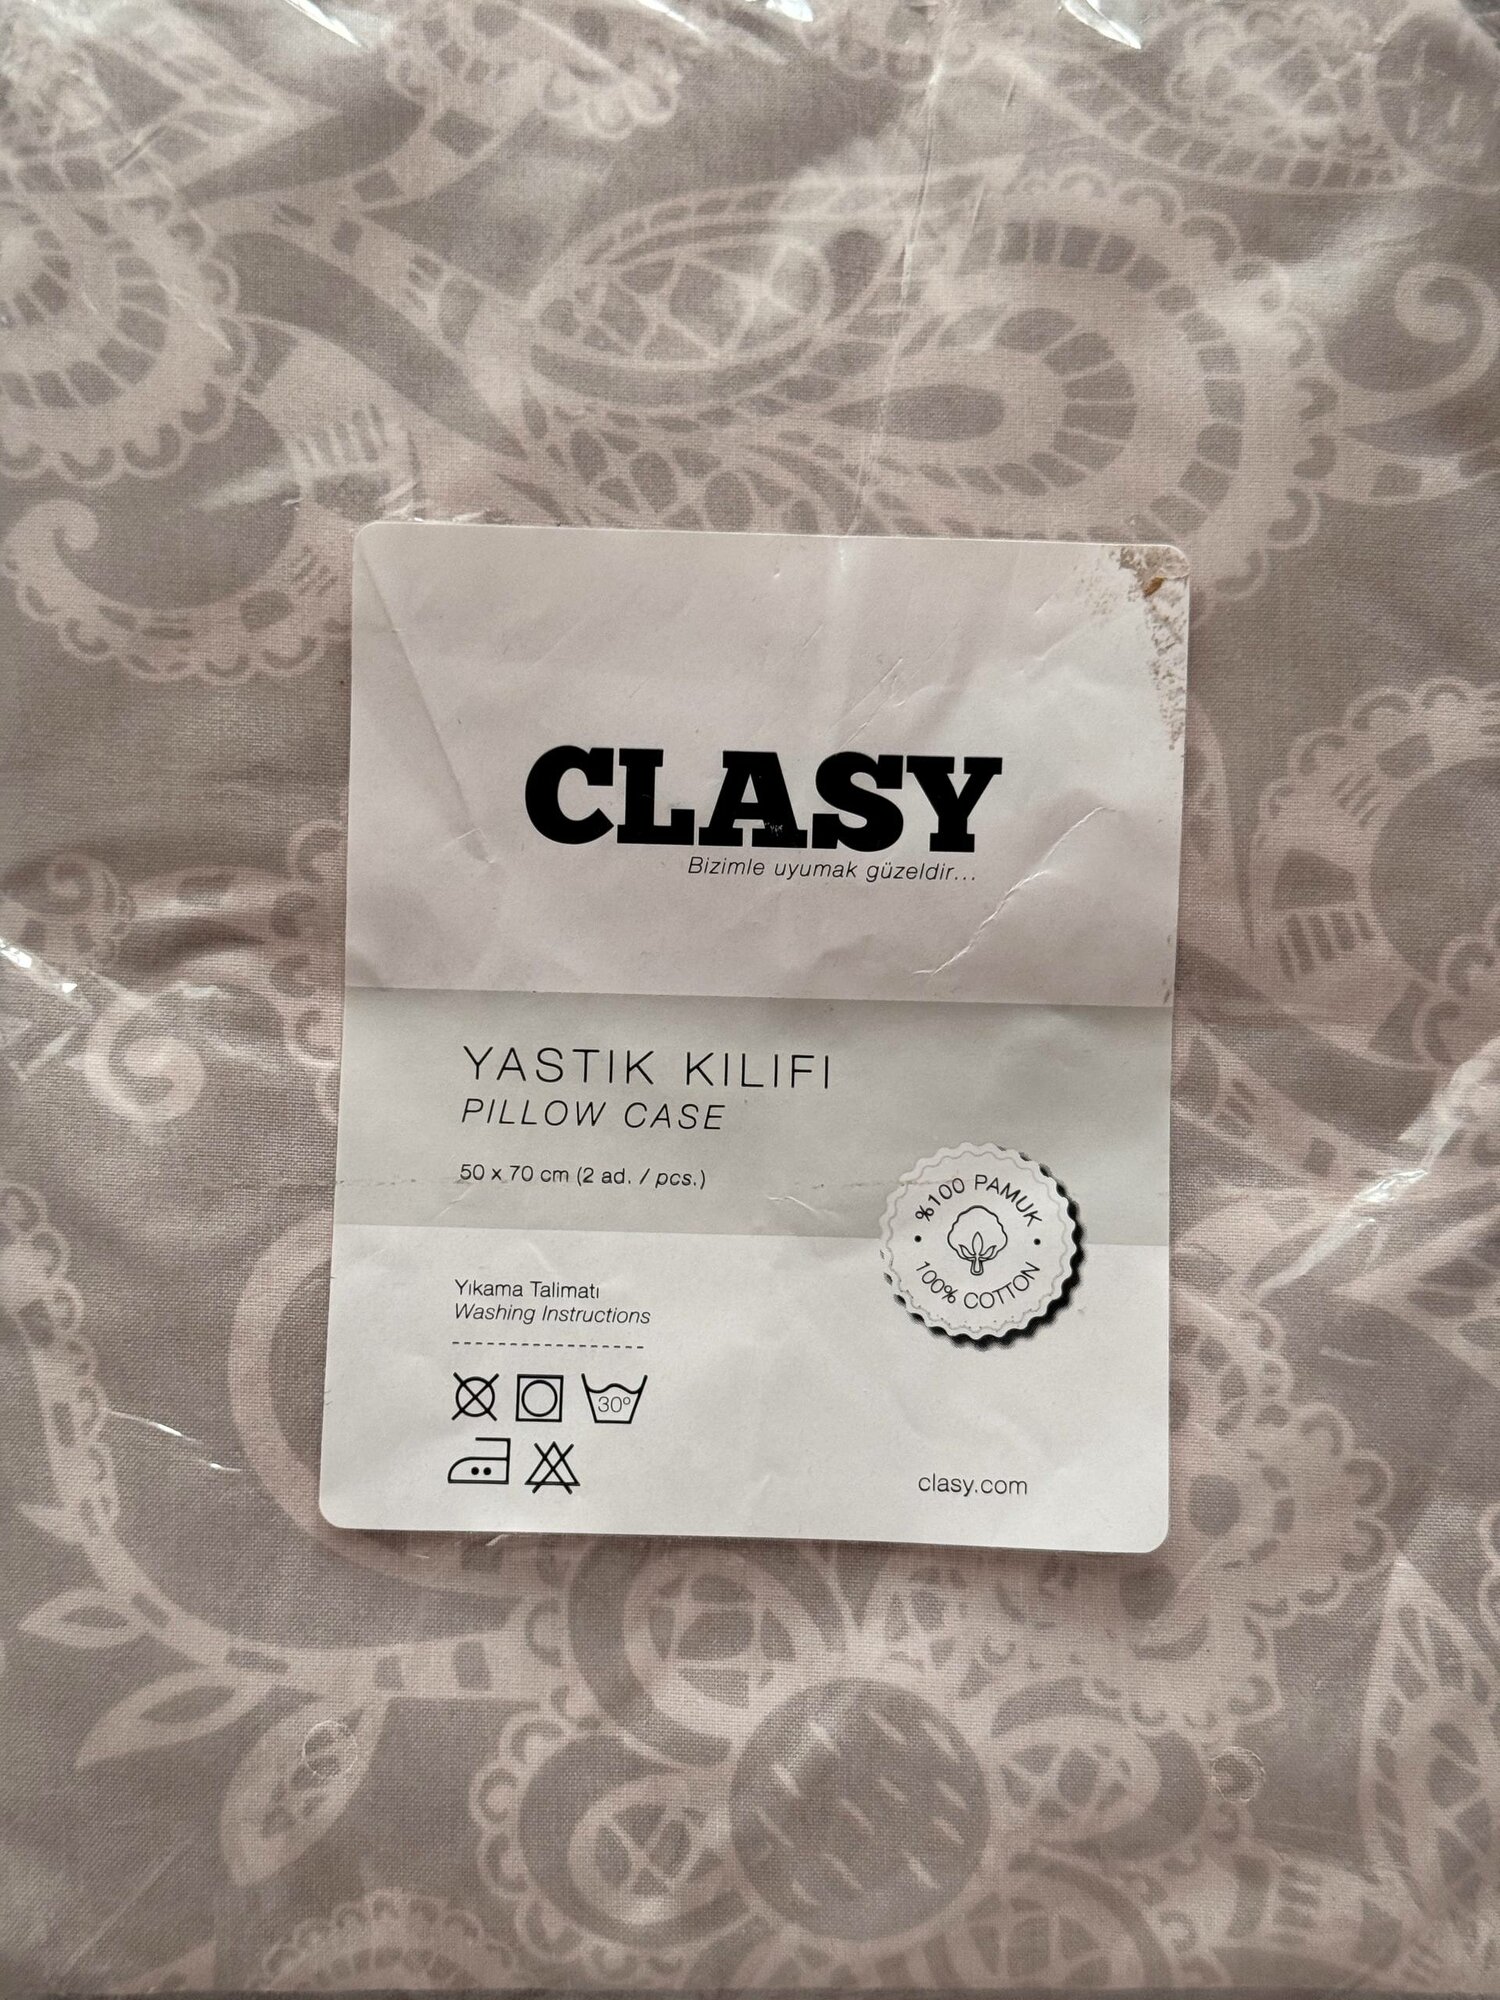 CLASY
Bizimle uyumak güzeldir...
YASTIK KILIFI
PILLOW CASE
50 x 70 cm (2 ad. / pcs.)
%100 PAMUK
100% COTTON
Yıkama Talimatı
Washing Instructions
30°
clasy.com